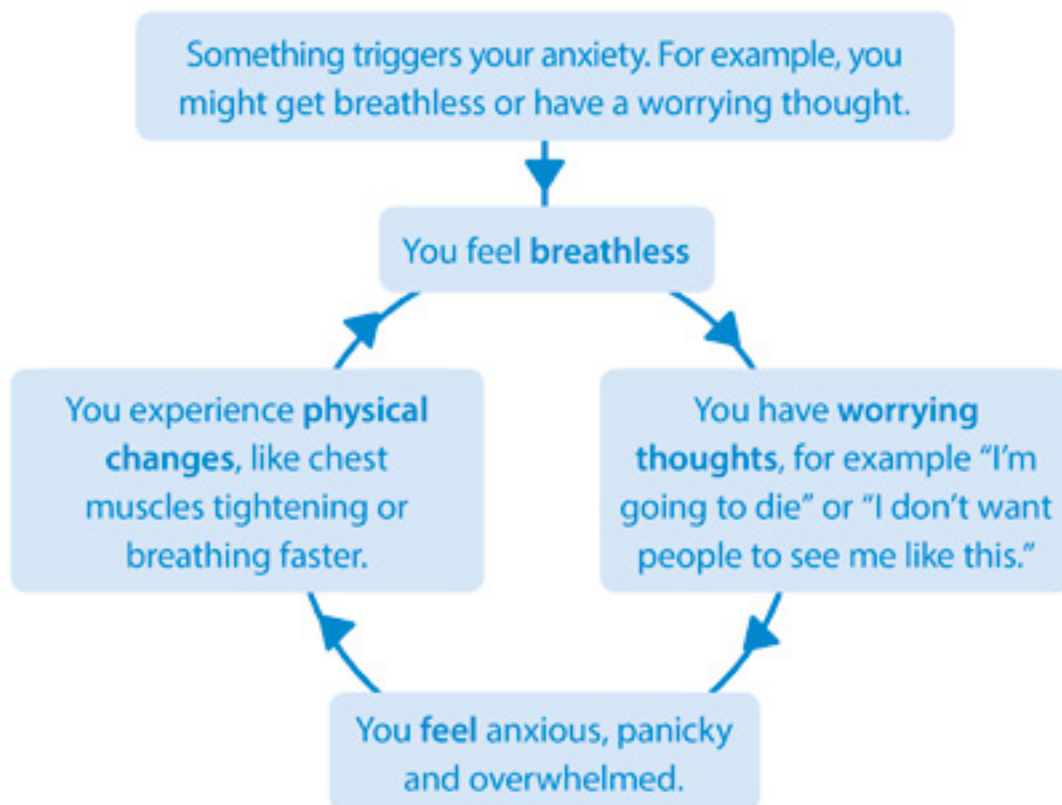 Something triggers your anxiety. For example, you
might get breathless or have a worrying thought.
You feel breathless
You have worrying
thoughts, for example “I’m
going to die” or “I don’t want
people to see me like this.”
You feel anxious, panicky
and overwhelmed.
You experience physical
changes, like chest
muscles tightening or
breathing faster.